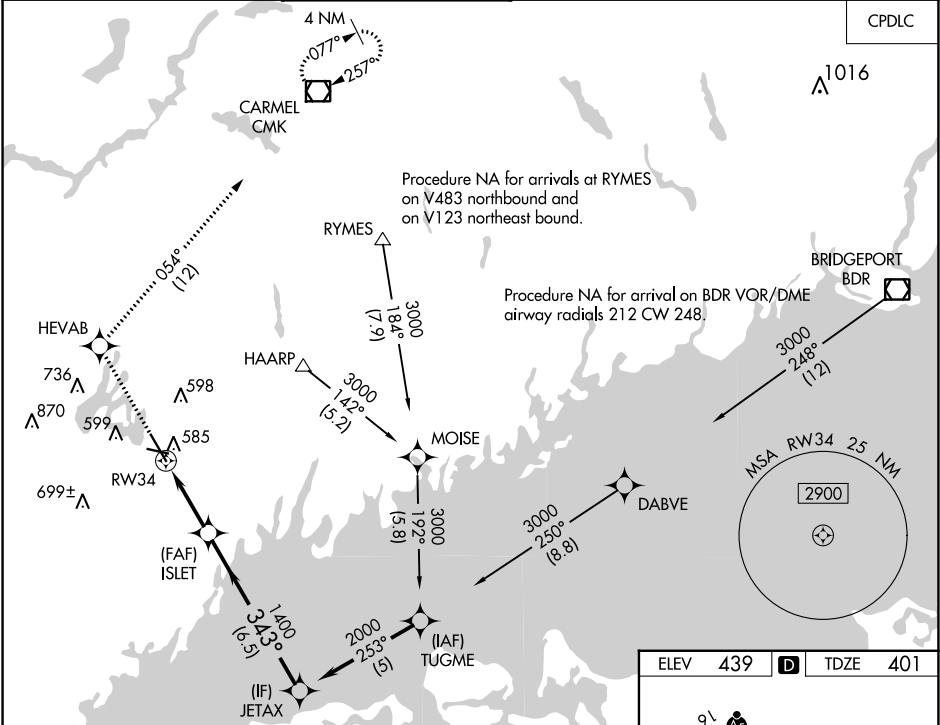 CPDLC
4 NM
077°
257°
CARMEL
CMK
1016
Procedure NA for arrivals at RYMES
on V483 northbound and
on V123 northeast bound.
RYMES
054°
(12)
3000
184°
(7.9)
BRIDGEPORT
BDR
Procedure NA for arrival on BDR VOR/DME
airway radials 212 CW 248.
HEVAB
3000
248°
(12)
HAARP
3000
142°
(5.2)
736
598
870
599
585
MOISE
RW34
MSA RW34 25 NM
2900
699±
DABVE
3000
192°
(5.8)
3000
250°
(8.8)
(FAF)
ISLET
1400
343°
(6.5)
2000
253°
(5)
(IAF)
TUGME
(IF)
JETAX
ELEV 439 D TDZE 401
16